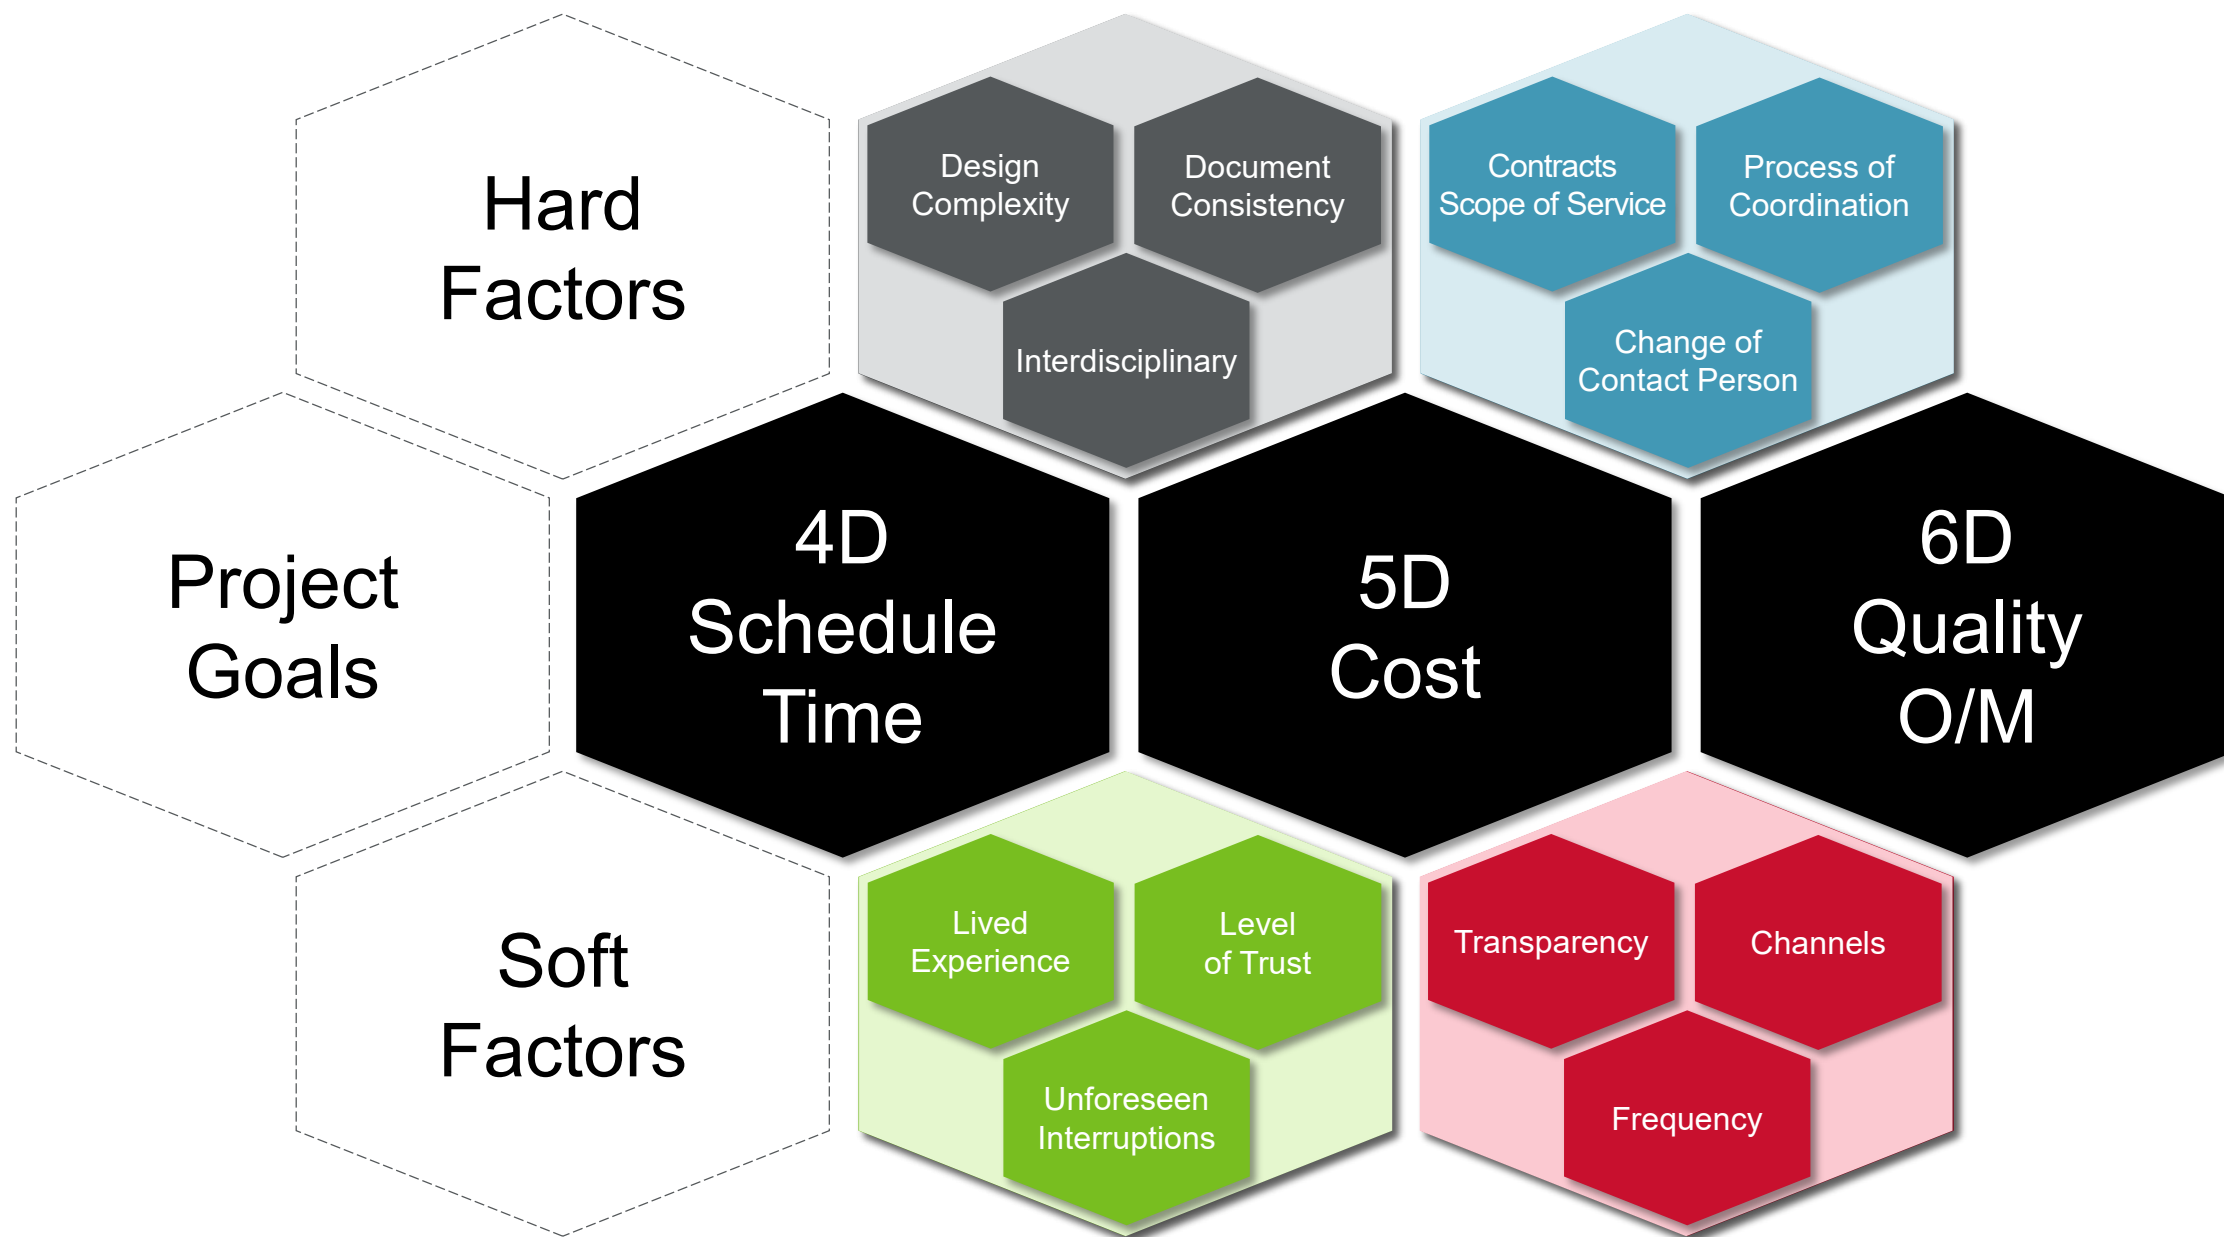 Hard
Factors
Design
Complexity
Document
Consistency
Interdisciplinary
Contracts
Scope of Service
Process of
Coordination
Change of
Contact Person
Project
Goals
4D
Schedule
Time
5D
Cost
6D
Quality
O/M
Soft
Factors
Lived
Experience
Level
of Trust
Unforeseen
Interruptions
Transparency
Channels
Frequency